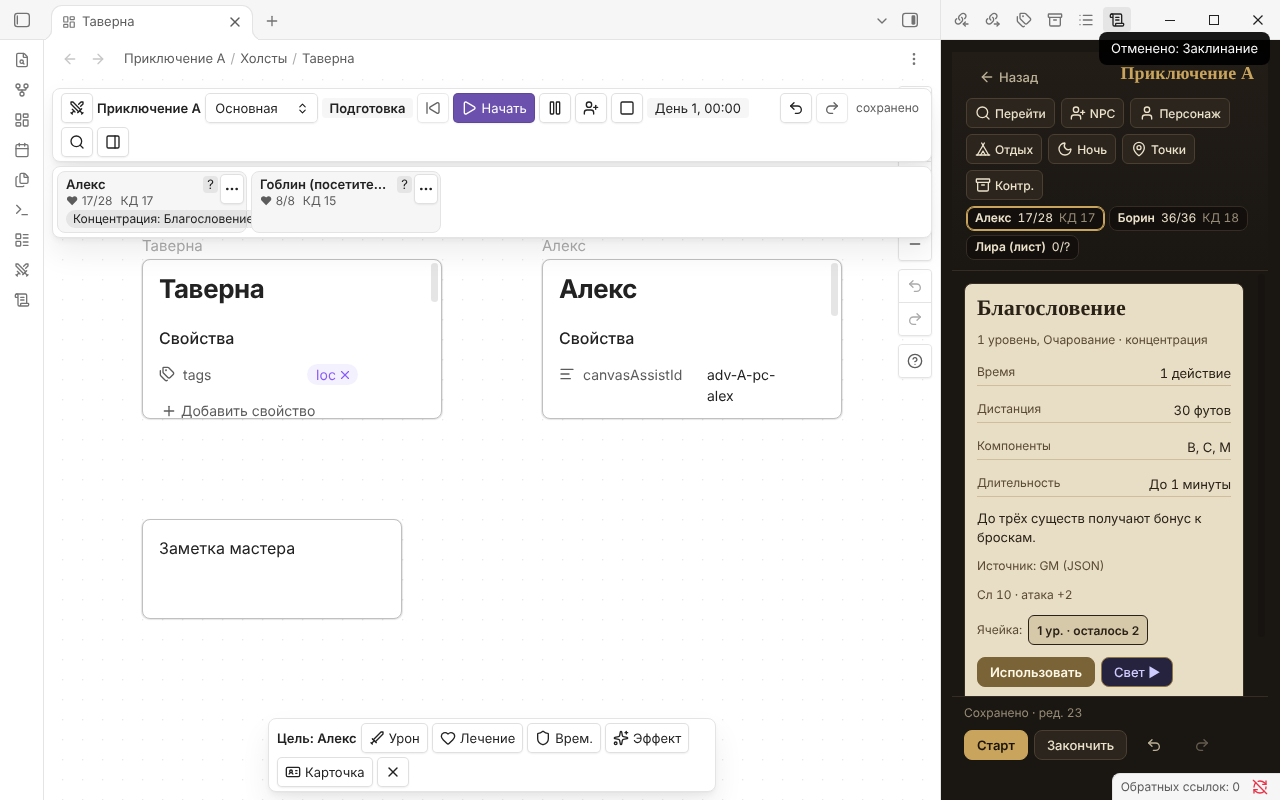 Таверна
Отменено: Заклинание
Приключение A / Холсты / Таверна
Приключение A
Основная
Подготовка
Начать
День 1, 00:00
сохранено
Алекс
?
17/28 КД 17
Концентрация: Благословение
Гоблин (посетите...
?
8/8 КД 15
Таверна
Таверна
Свойства
tags
loc
Добавить свойство
Алекс
Алекс
Свойства
canvasAssistId
adv-A-pc-
alex
Заметка мастера
Цель: Алекс
Урон
Лечение
Врем.
Эффект
Карточка
Назад
Приключение A
Перейти
NPC
Персонаж
Отдых
Ночь
Точки
Контр.
Алекс 17/28 КД 17
Борин 36/36 КД 18
Лира (лист) 0/?
Благословение
1 уровень, Очарование · концентрация
Время
1 действие
Дистанция
30 футов
Компоненты
В, С, М
Длительность
До 1 минуты
До трёх существ получают бонус к
броскам.
Источник: GM (JSON)
Сл 10 · атака +2
Ячейка:
1 ур. · осталось 2
Использовать
Свет ▶
Сохранено · ред. 23
Старт
Закончить
Обратных ссылок: 0